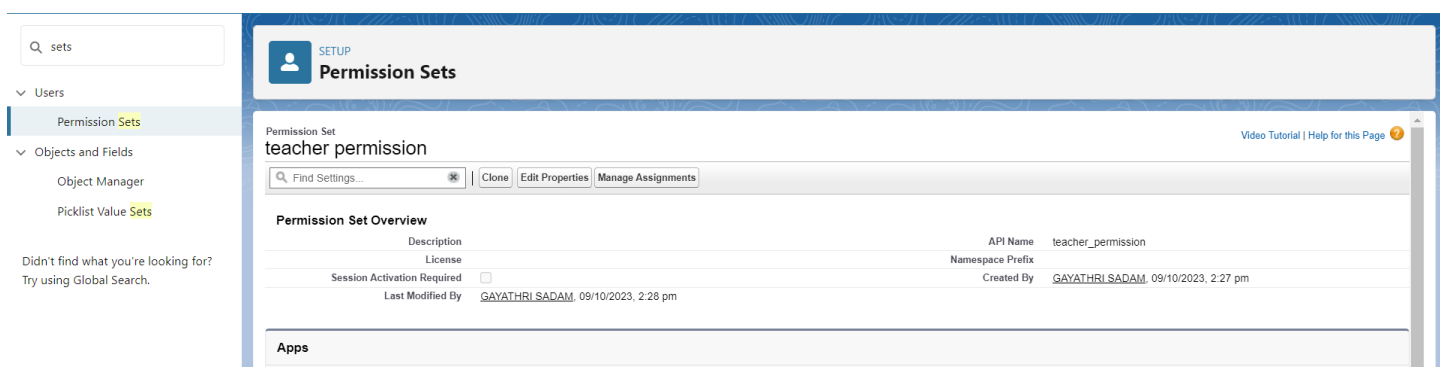 sets
Users
Permission Sets
Objects and Fields
Object Manager
Picklist Value Sets
Didn't find what you're looking for?
Try using Global Search.
SETUP
Permission Sets
Permission Set
teacher permission
Video Tutorial | Help for this Page
Find Settings... | Clone Edit Properties Manage Assignments
Permission Set Overview
Description API Name teacher_permission
License Namespace Prefix
Session Activation Required Created By GAYATHRI SADAM, 09/10/2023, 2:27 pm
Last Modified By GAYATHRI SADAM, 09/10/2023, 2:28 pm
Apps